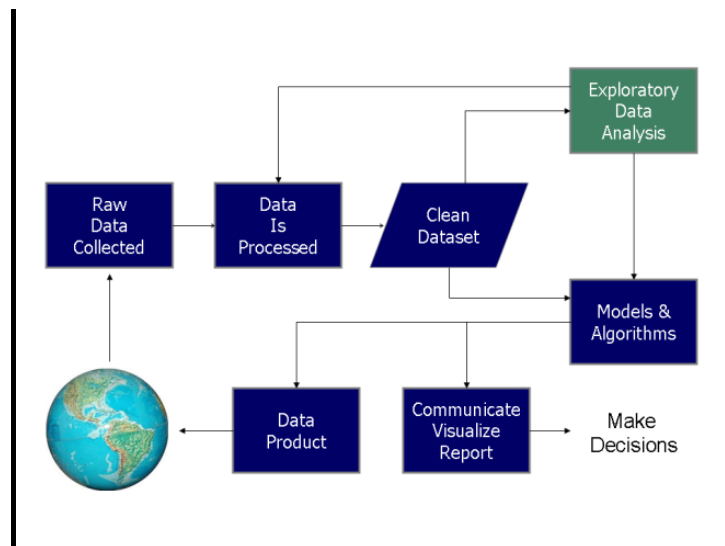 Exploratory
Data
Analysis
Raw
Data
Collected
Data
Is
Processed
Clean
Dataset
Models &
Algorithms
Data
Product
Communicate
Visualize
Report
Make
Decisions